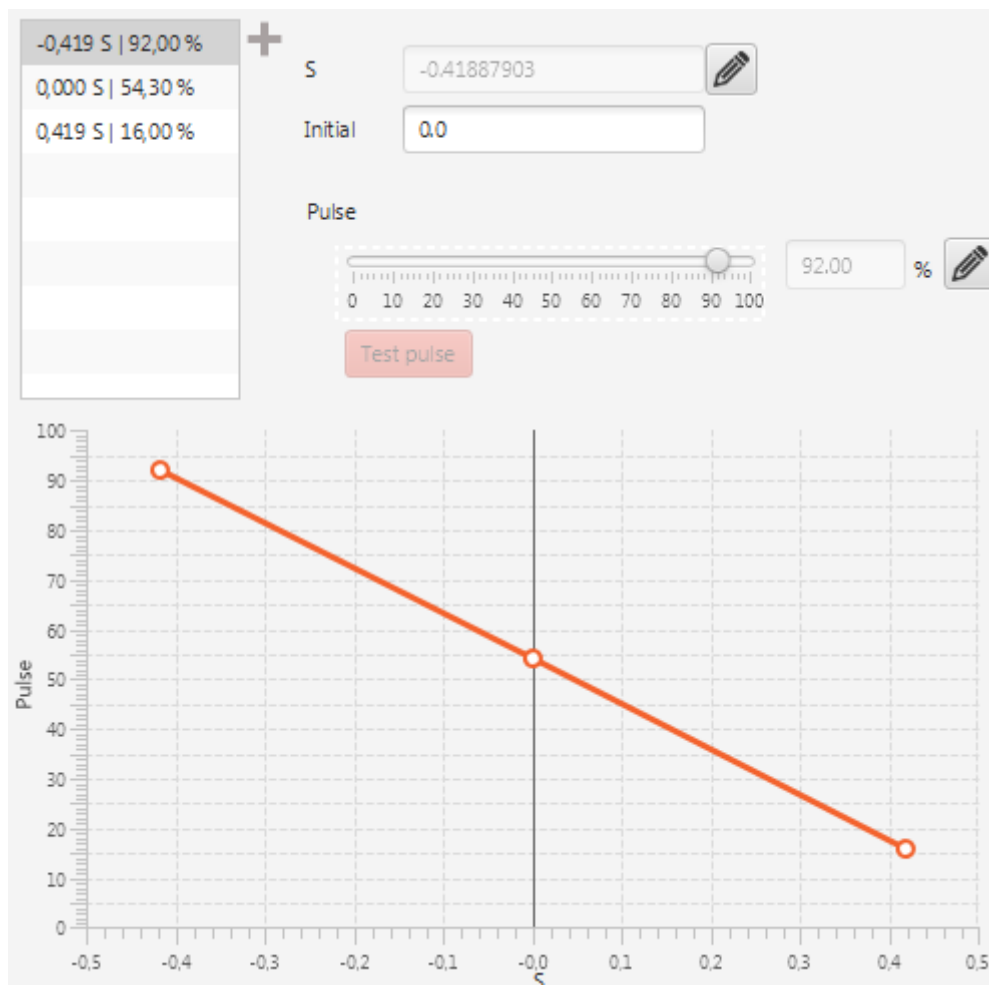 -0,419 S | 92,00 %
0,000 S | 54,30 %
0,419 S | 16,00 %
S
-0.41887903
Initial
0.0
Pulse
0 10 20 30 40 50 60 70 80 90 100
92.00 %
Test pulse
100
90
80
70
60
50
40
30
20
10
0
Pulse
-0,5 -0,4 -0,3 -0,2 -0,1 -0,0 0,1 0,2 0,3 0,4 0,5
S